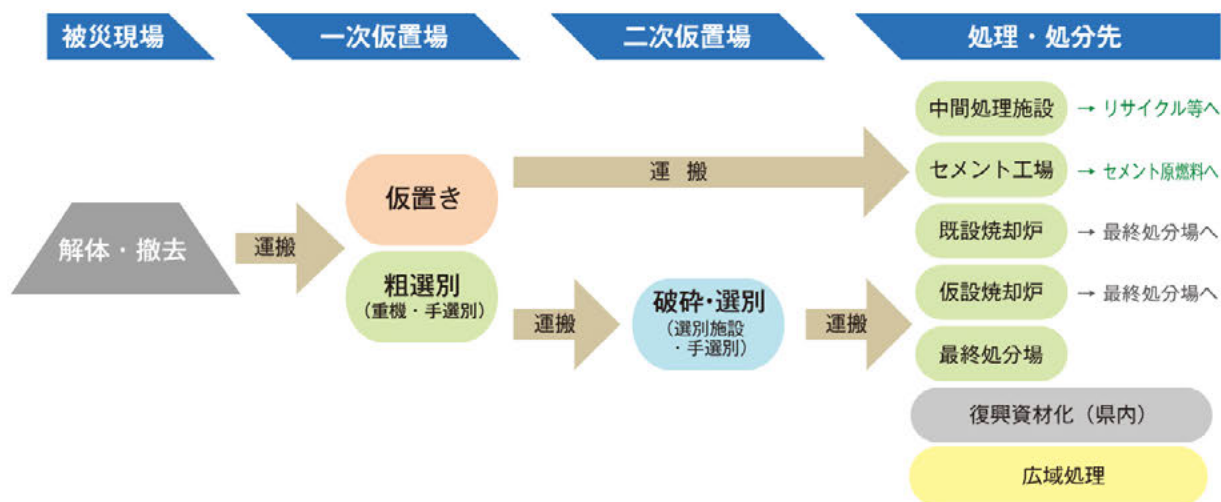 被災現場
一次仮置場
二次仮置場
処理・処分先
解体・撤去
運搬
仮置き
粗選別
（重機・手選別）
運 搬
運搬
破砕・選別
（選別施設
・手選別）
運搬
中間処理施設 → リサイクル等へ
セメント工場 → セメント原燃料へ
既設焼却炉 → 最終処分場へ
仮設焼却炉 → 最終処分場へ
最終処分場
復興資材化（県内）
広域処理